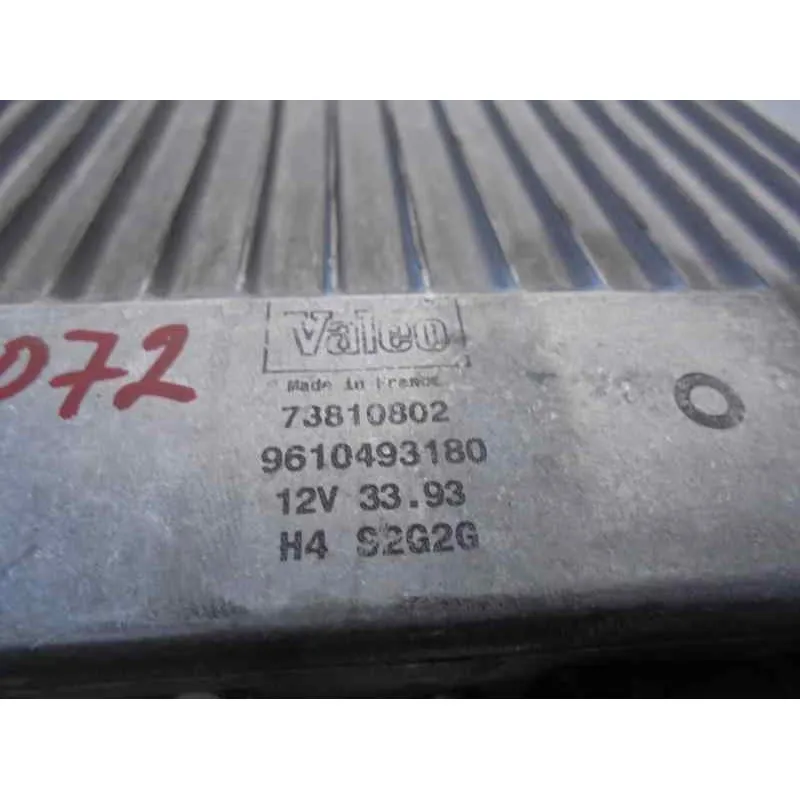 Valeo
Made in France
73810802
9610493180
12V 33.93
H4 S2G2G
072